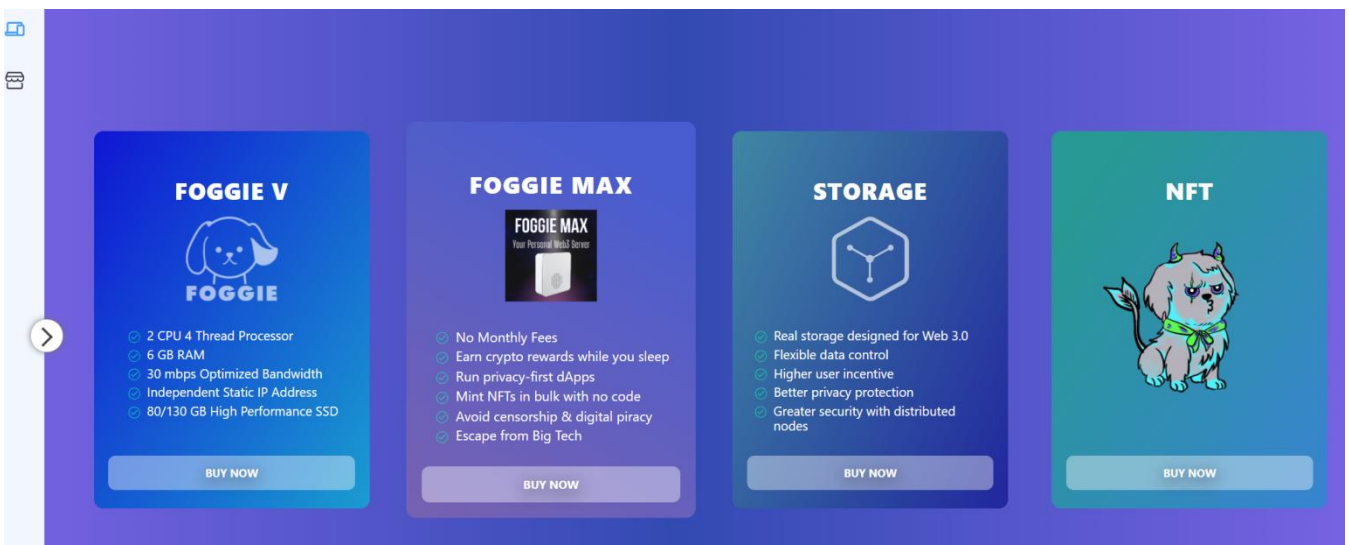 FOGGIE V
FOGGIE
2 CPU 4 Thread Processor
6 GB RAM
30 mbps Optimized Bandwidth
Independent Static IP Address
80/130 GB High Performance SSD
BUY NOW
FOGGIE MAX
FOGGIE MAX
Your Personal Web3 Server
No Monthly Fees
Earn crypto rewards while you sleep
Run privacy-first dApps
Mint NFTs in bulk with no code
Avoid censorship & digital piracy
Escape from Big Tech
BUY NOW
STORAGE
Real storage designed for Web 3.0
Flexible data control
Higher user incentive
Better privacy protection
Greater security with distributed
nodes
BUY NOW
NFT
BUY NOW